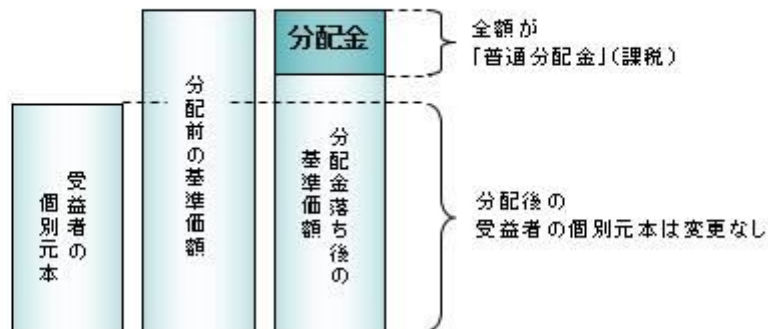 受益者の
個別元本
分配前の基準価額
分配金
分配金落ち後の
基準価額
全額が
「普通分配金」(課税)
分配後の
受益者の個別元本は変更なし